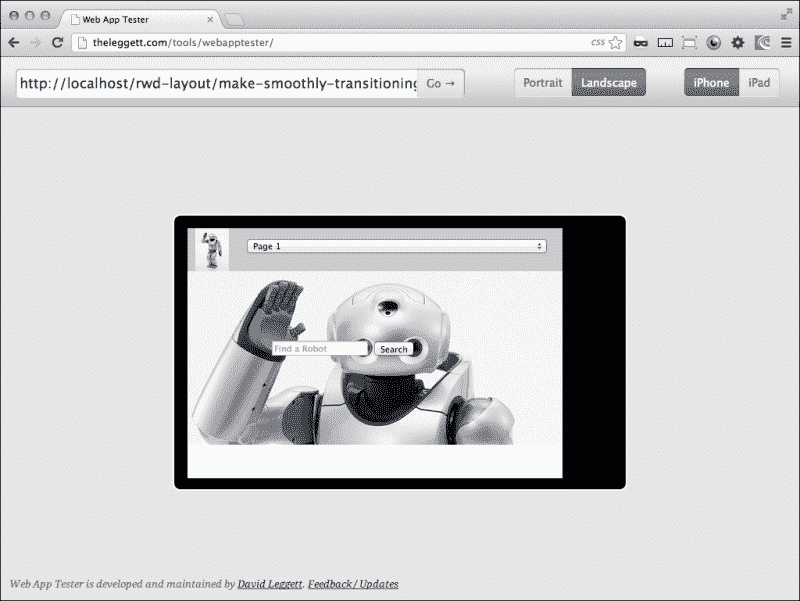 Web App Tester
theleggett.com/tools/webapptester/
css
http://localhost/rwd-layout/make-smoothly-transitioning
Go →
Portrait
Landscape
iPhone
iPad
Page 1
Find a Robot
Search
Web App Tester is developed and maintained by David Leggett. Feedback / Updates